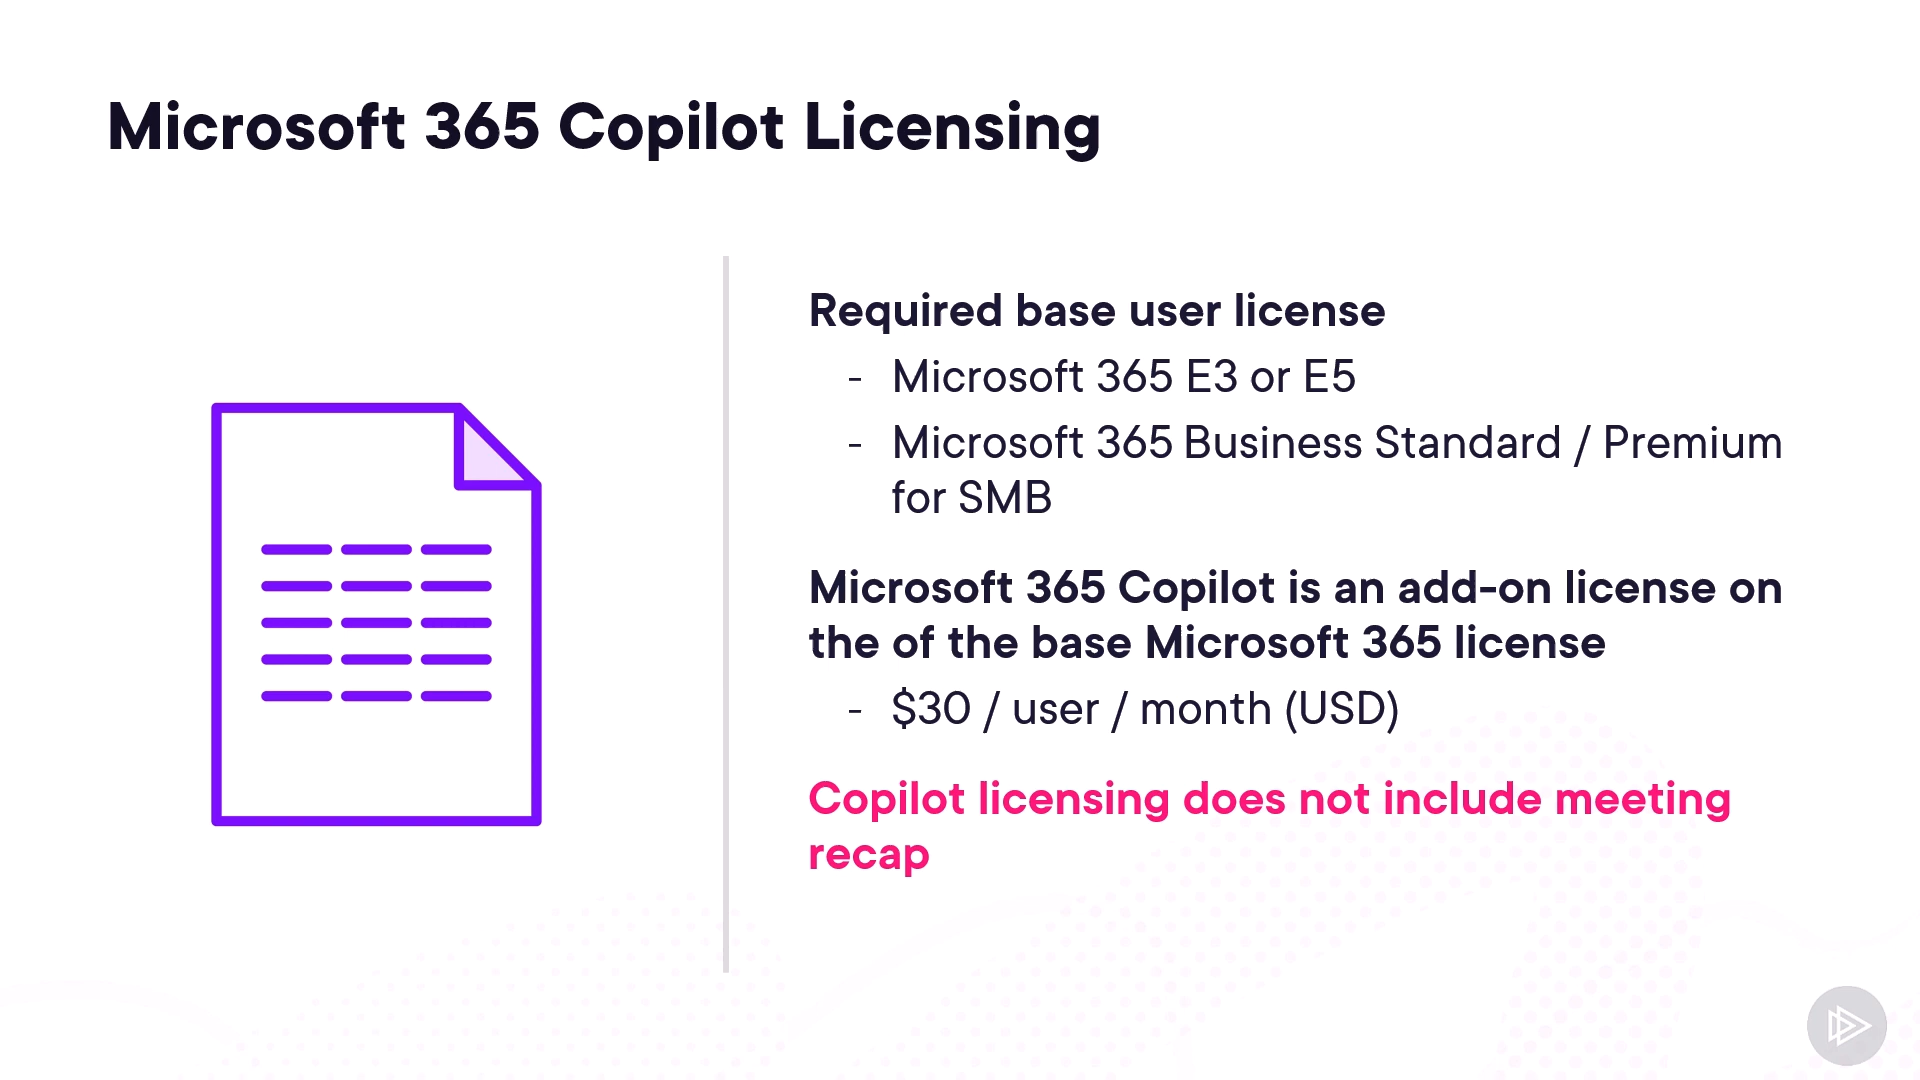 Microsoft 365 Copilot Licensing
Required base user license
- Microsoft 365 E3 or E5
- Microsoft 365 Business Standard / Premium
for SMB
Microsoft 365 Copilot is an add-on license on
the of the base Microsoft 365 license
- $30 / user / month (USD)
Copilot licensing does not include meeting
recap